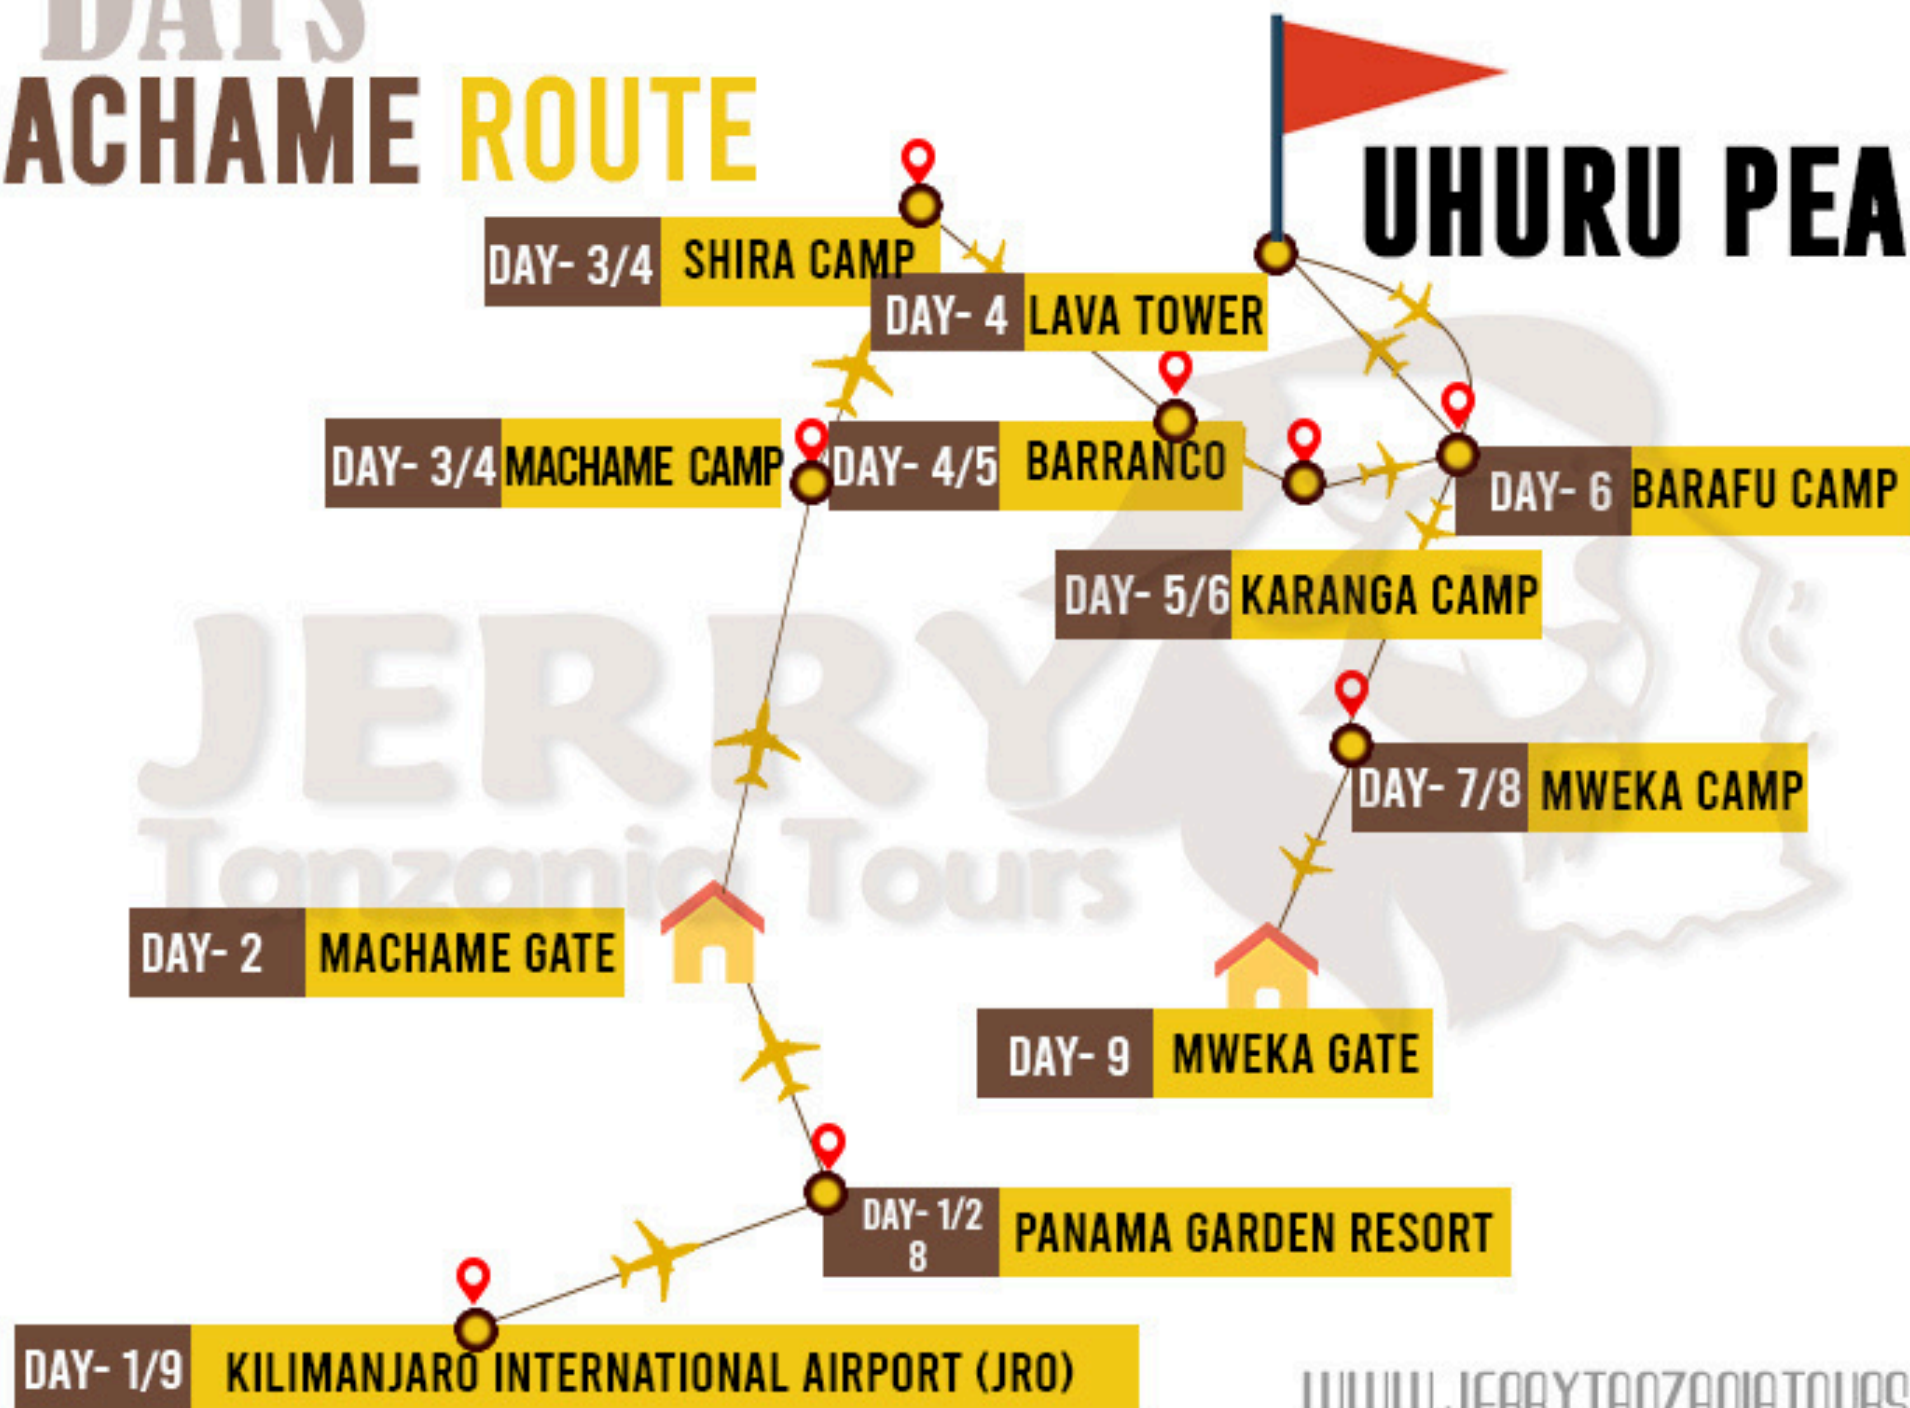 DAYS
ACHAME ROUTE
UHURU PEA
DAY- 3/4 SHIRA CAMP
DAY- 4 LAVA TOWER
DAY- 3/4 MACHAME CAMP
DAY- 4/5 BARRANCO
DAY- 6 BARAFU CAMP
DAY- 5/6 KARANGA CAMP
JERRY
Tanzania Tours
DAY- 7/8 MWEKA CAMP
DAY- 2 MACHAME GATE
DAY- 9 MWEKA GATE
DAY- 1/2
8
PANAMA GARDEN RESORT
DAY- 1/9 KILIMANJARO INTERNATIONAL AIRPORT (JRO)
WWW.JERRYTANZANIATOURS